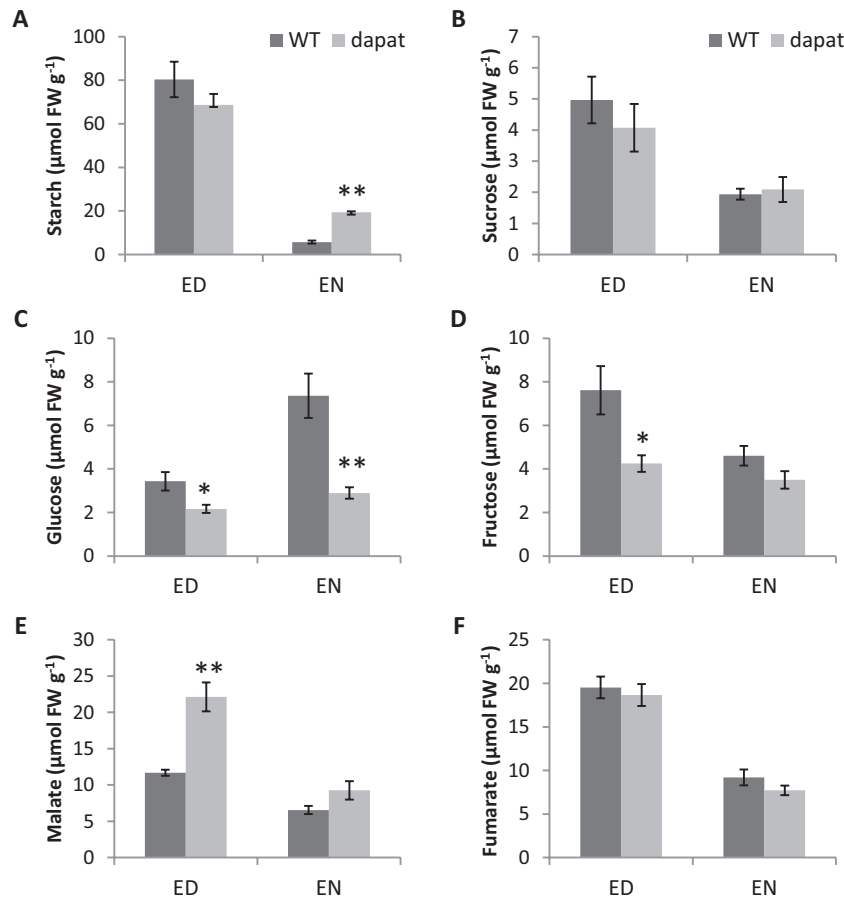 A
Starch (µmol FW g-1)
100
80
60
40
20
0
WT dapat
**
ED EN
B
Sucrose (µmol FW g-1)
7
6
5
4
3
2
1
0
WT dapat
ED EN
C
Glucose (µmol FW g-1)
10
8
6
4
2
0
*
**
ED EN
D
Fructose (µmol FW g-1)
10
8
6
4
2
0
*
ED EN
E
Malate (µmol FW g-1)
30
25
20
15
10
5
0
**
ED EN
F
Fumarate (µmol FW g-1)
25
20
15
10
5
0
ED EN